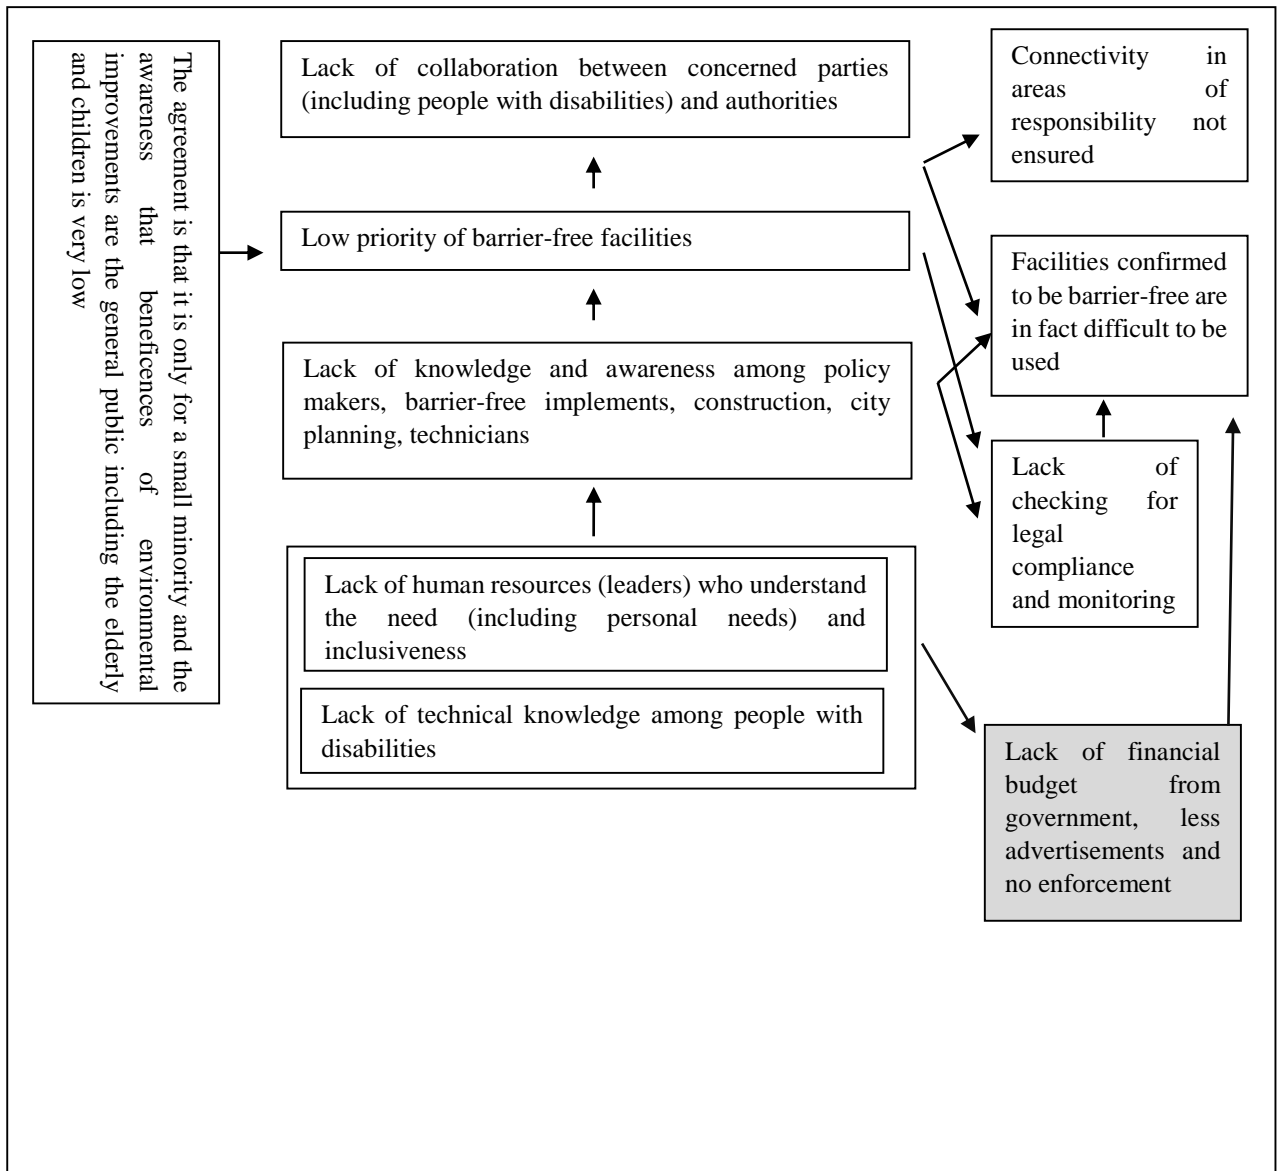 The agreement is that it is only for a small minority and the
awareness that beneficences of environmental
improvements are the general public including the elderly
and children is very low
Lack of collaboration between concerned parties
(including people with disabilities) and authorities
Low priority of barrier-free facilities
Lack of knowledge and awareness among policy
makers, barrier-free implements, construction, city
planning, technicians
Lack of human resources (leaders) who understand
the need (including personal needs) and
inclusiveness
Lack of technical knowledge among people with
disabilities
Connectivity in
areas of
responsibility not
ensured
Facilities confirmed
to be barrier-free are
in fact difficult to be
used
Lack of
checking for
legal
compliance
and monitoring
Lack of financial
budget from
government, less
advertisements and
no enforcement